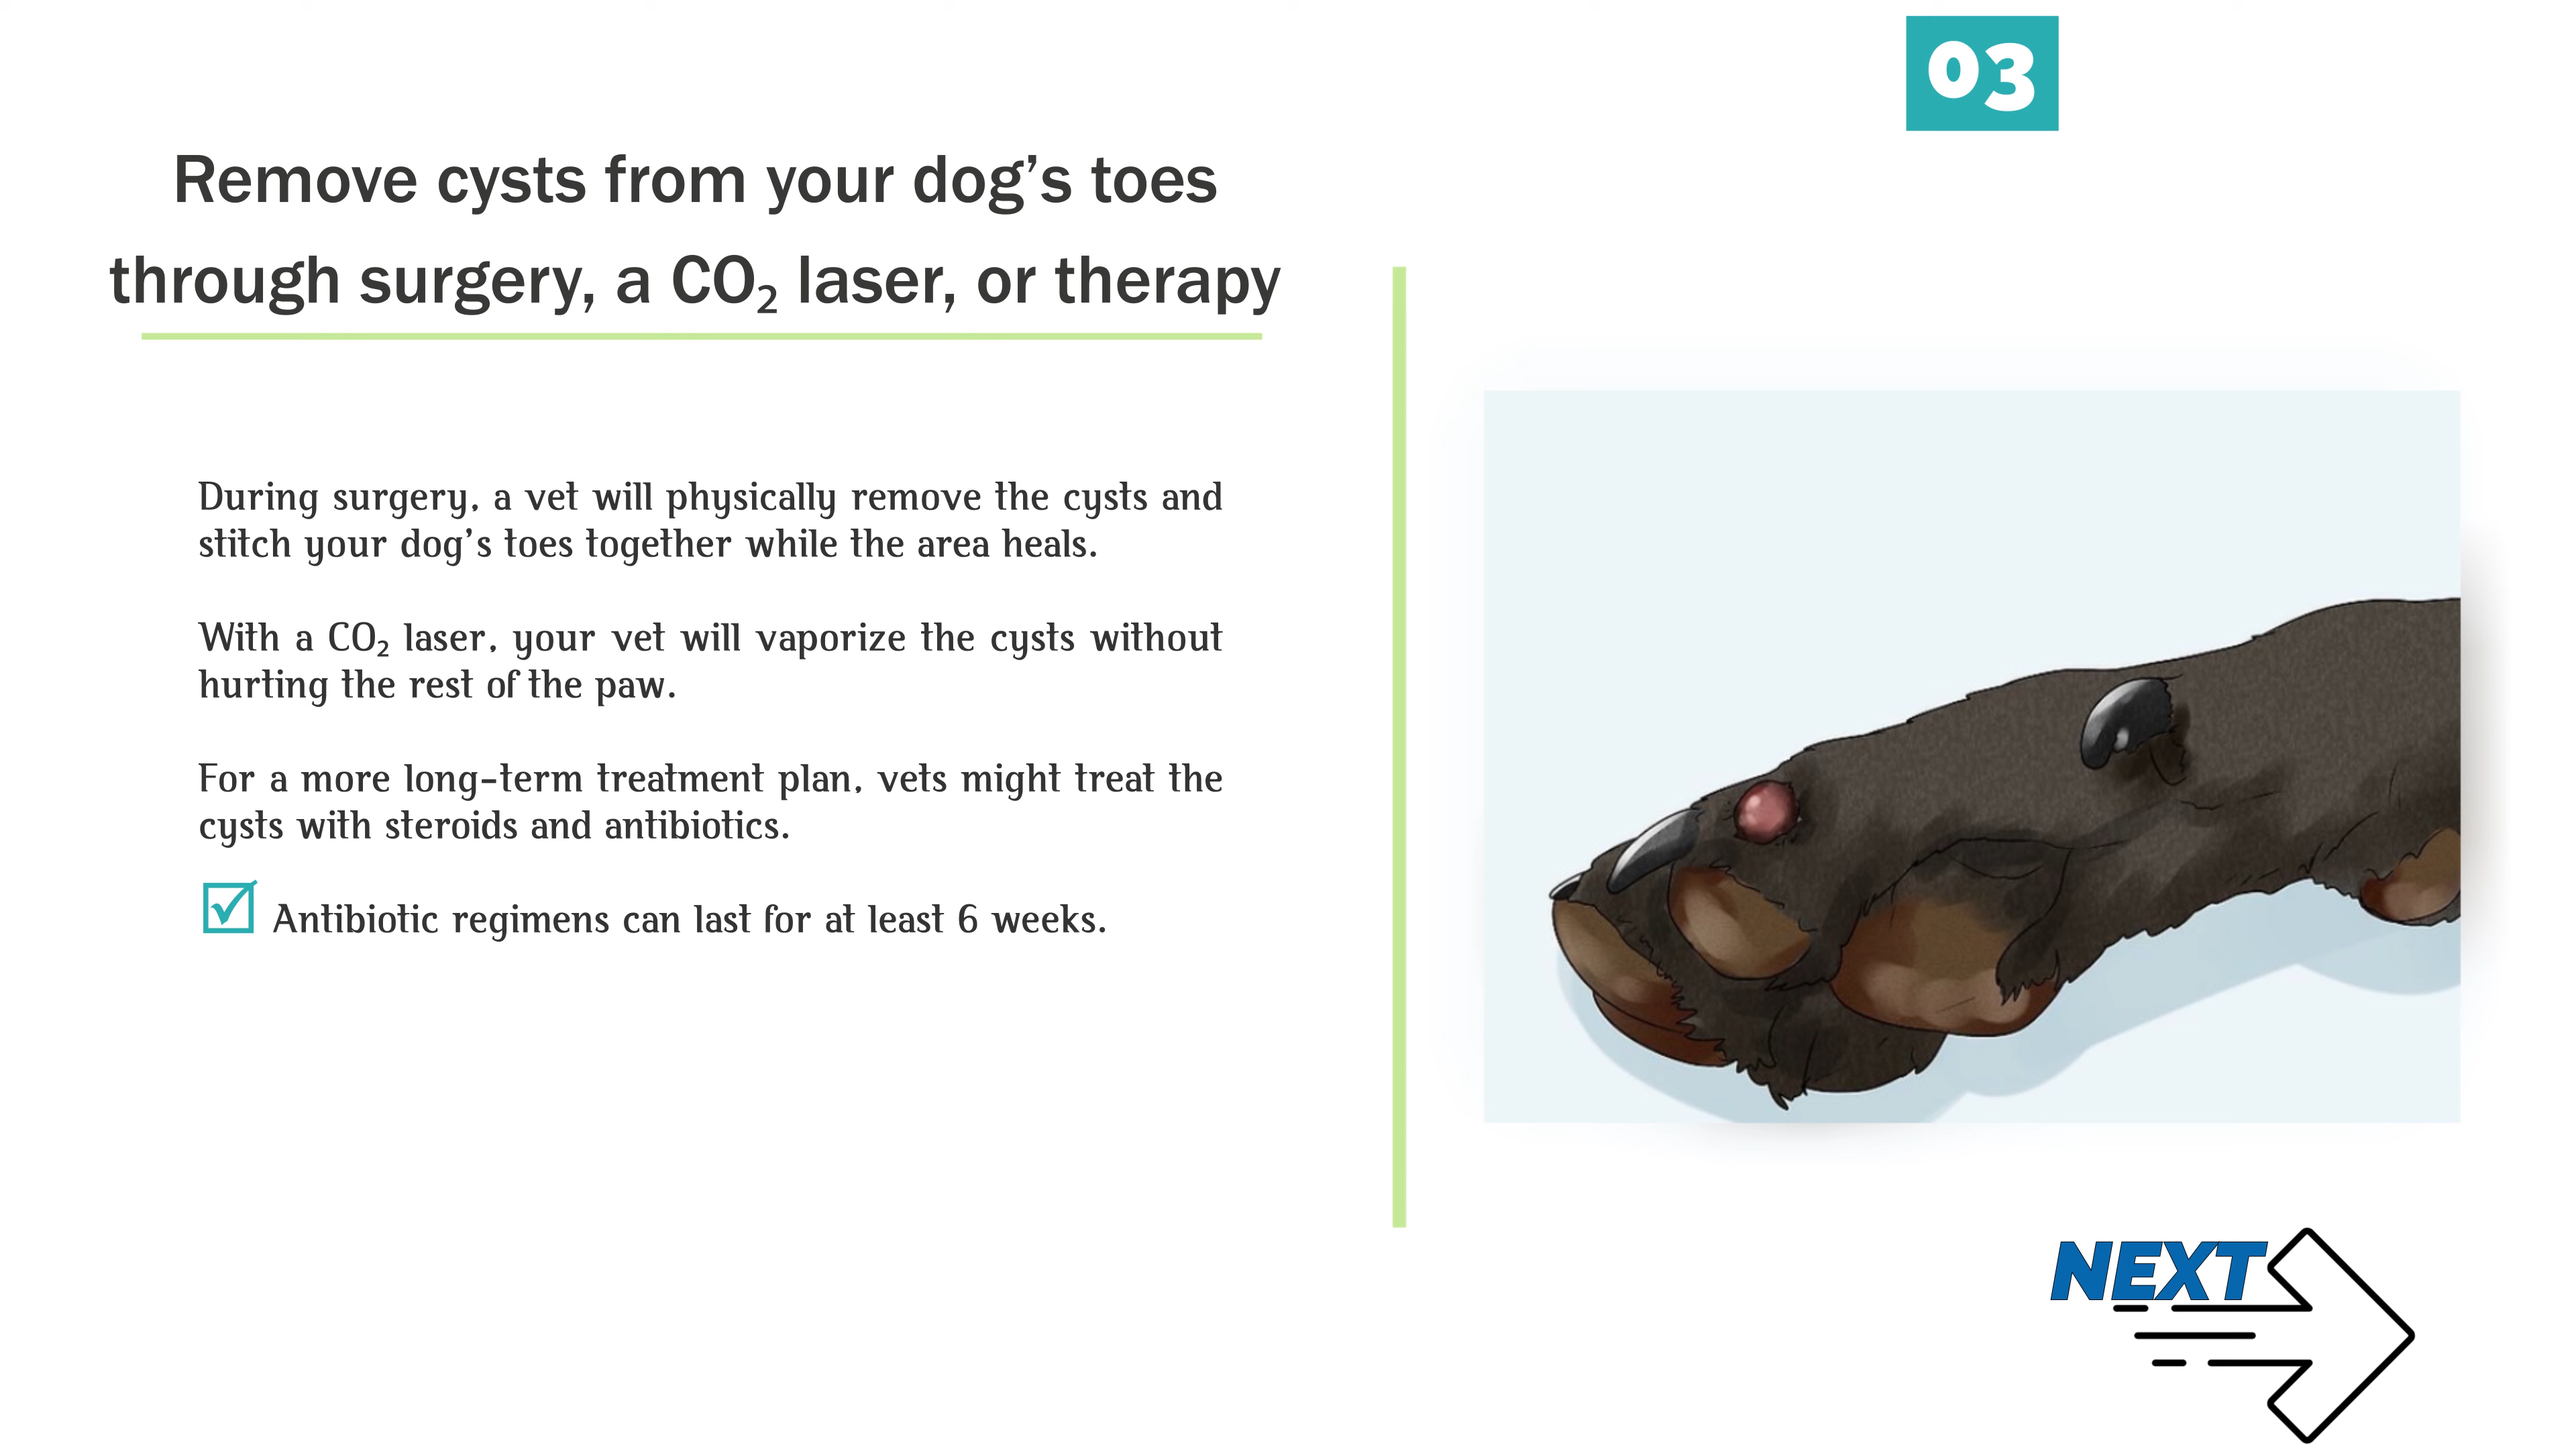 03
Remove cysts from your dog’s toes
through surgery, a CO₂ laser, or therapy
During surgery, a vet will physically remove the cysts and
stitch your dog’s toes together while the area heals.
With a CO₂ laser, your vet will vaporize the cysts without
hurting the rest of the paw.
For a more long-term treatment plan, vets might treat the
cysts with steroids and antibiotics.
Antibiotic regimens can last for at least 6 weeks.
NEXT